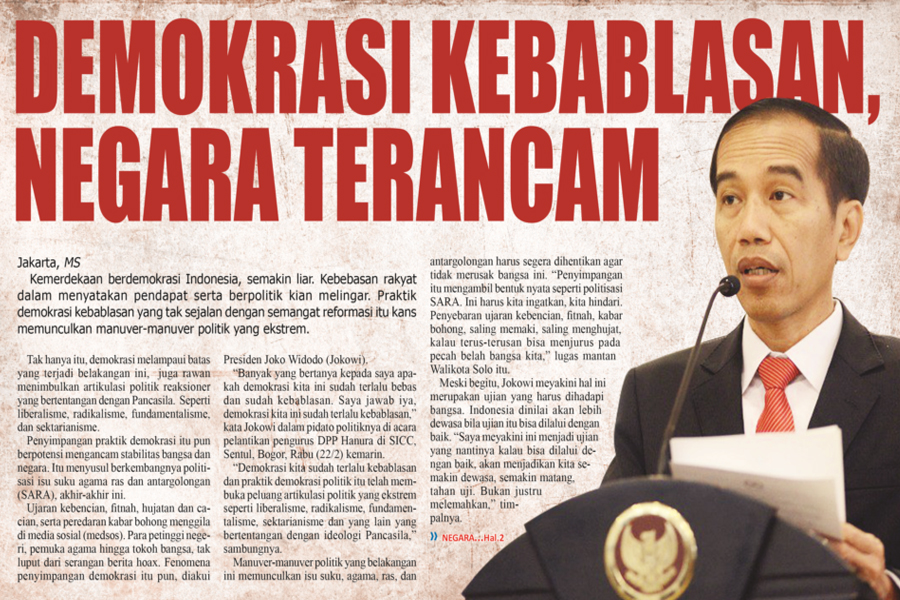 DEMOKRASI KEBABLASAN,
NEGARA TERANCAM
Jakarta, MS
Kemerdekaan berdemokrasi Indonesia, semakin liar. Kebebasan rakyat
dalam menyatakan pendapat serta berpolitik kian melingar. Praktik
demokrasi kebablasan yang tak sejalan dengan semangat reformasi itu kans
memunculkan manuver-manuver politik yang ekstrem.
Tak hanya itu, demokrasi melampaui batas
yang terjadi belakangan ini, juga rawan
menimbulkan artikulasi politik reaksioner
yang bertentangan dengan Pancasila. Seperti
liberalisme, radikalisme, fundamentalisme,
dan sektarianisme.
Penyimpangan praktik demokrasi itu pun
berpotensi mengancam stabilitas bangsa dan
negara. Itu menyusul berkembangnya politi-
sasi isu suku agama ras dan antargolongan
(SARA), akhir-akhir ini.
Ujaran kebencian, fitnah, hujatan dan ca-
cian, serta peredaran kabar bohong menggila
di media sosial (medsos). Para petinggi nege-
ri, pemuka agama hingga tokoh bangsa, tak
luput dari serangan berita hoax. Fenomena
penyimpangan demokrasi itu pun, diakui
Presiden Joko Widodo (Jokowi).
“Banyak yang bertanya kepada saya apa-
kah demokrasi kita ini sudah terlalu bebas
dan sudah kebablasan. Saya jawab iya,
demokrasi kita ini sudah terlalu kebablasan,”
kata Jokowi dalam pidato politiknya di acara
pelantikan pengurus DPP Hanura di SICC,
Sentul, Bogor, Rabu (22/2) kemarin.
“Demokrasi kita sudah terlalu kebablasan
dan praktik demokrasi politik itu telah mem-
buka peluang artikulasi politik yang ekstrem
seperti liberalisme, radikalisme, fundamen-
talisme, sektarianisme dan yang lain yang
bertentangan dengan ideologi Pancasila,”
sambungnya.
Manuver-manuver politik yang belakangan
ini memunculkan isu suku, agama, ras, dan
antargolongan harus segera dihentikan agar
tidak merusak bangsa ini. “Penyimpangan
itu mengambil bentuk nyata seperti politisasi
SARA. Ini harus kita ingatkan, kita hindari.
Penyebaran ujaran kebencian, fitnah, kabar
bohong, saling memaki, saling menghujat,
kalau terus-terusan bisa menjurus pada
pecah belah bangsa kita,” lugas mantan
Walikota Solo itu.
Meski begitu, Jokowi meyakini hal ini
merupakan ujian yang harus dihadapi
bangsa. Indonesia dinilai akan lebih
dewasa bila ujian itu bisa dilalui dengan
baik. “Saya meyakini ini menjadi ujian
yang nantinya kalau bisa dilalui de-
ngan baik, akan menjadikan kita se-
makin dewasa, semakin matang,
tahan uji. Bukan justru
melemahkan,” tim-
palnya.
» NEGARA...Hal.2